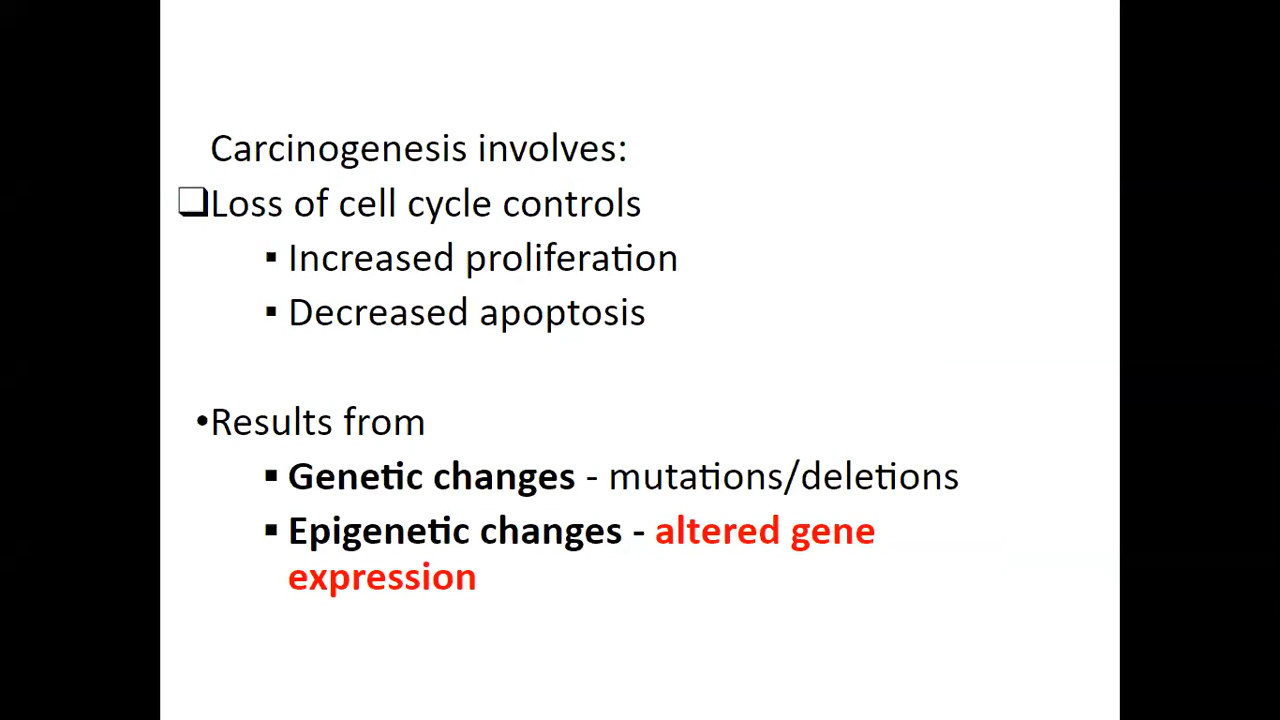 Carcinogenesis involves:
❑Loss of cell cycle controls
▪ Increased proliferation
▪ Decreased apoptosis
•Results from
▪ Genetic changes - mutations/deletions
▪ Epigenetic changes - altered gene
expression